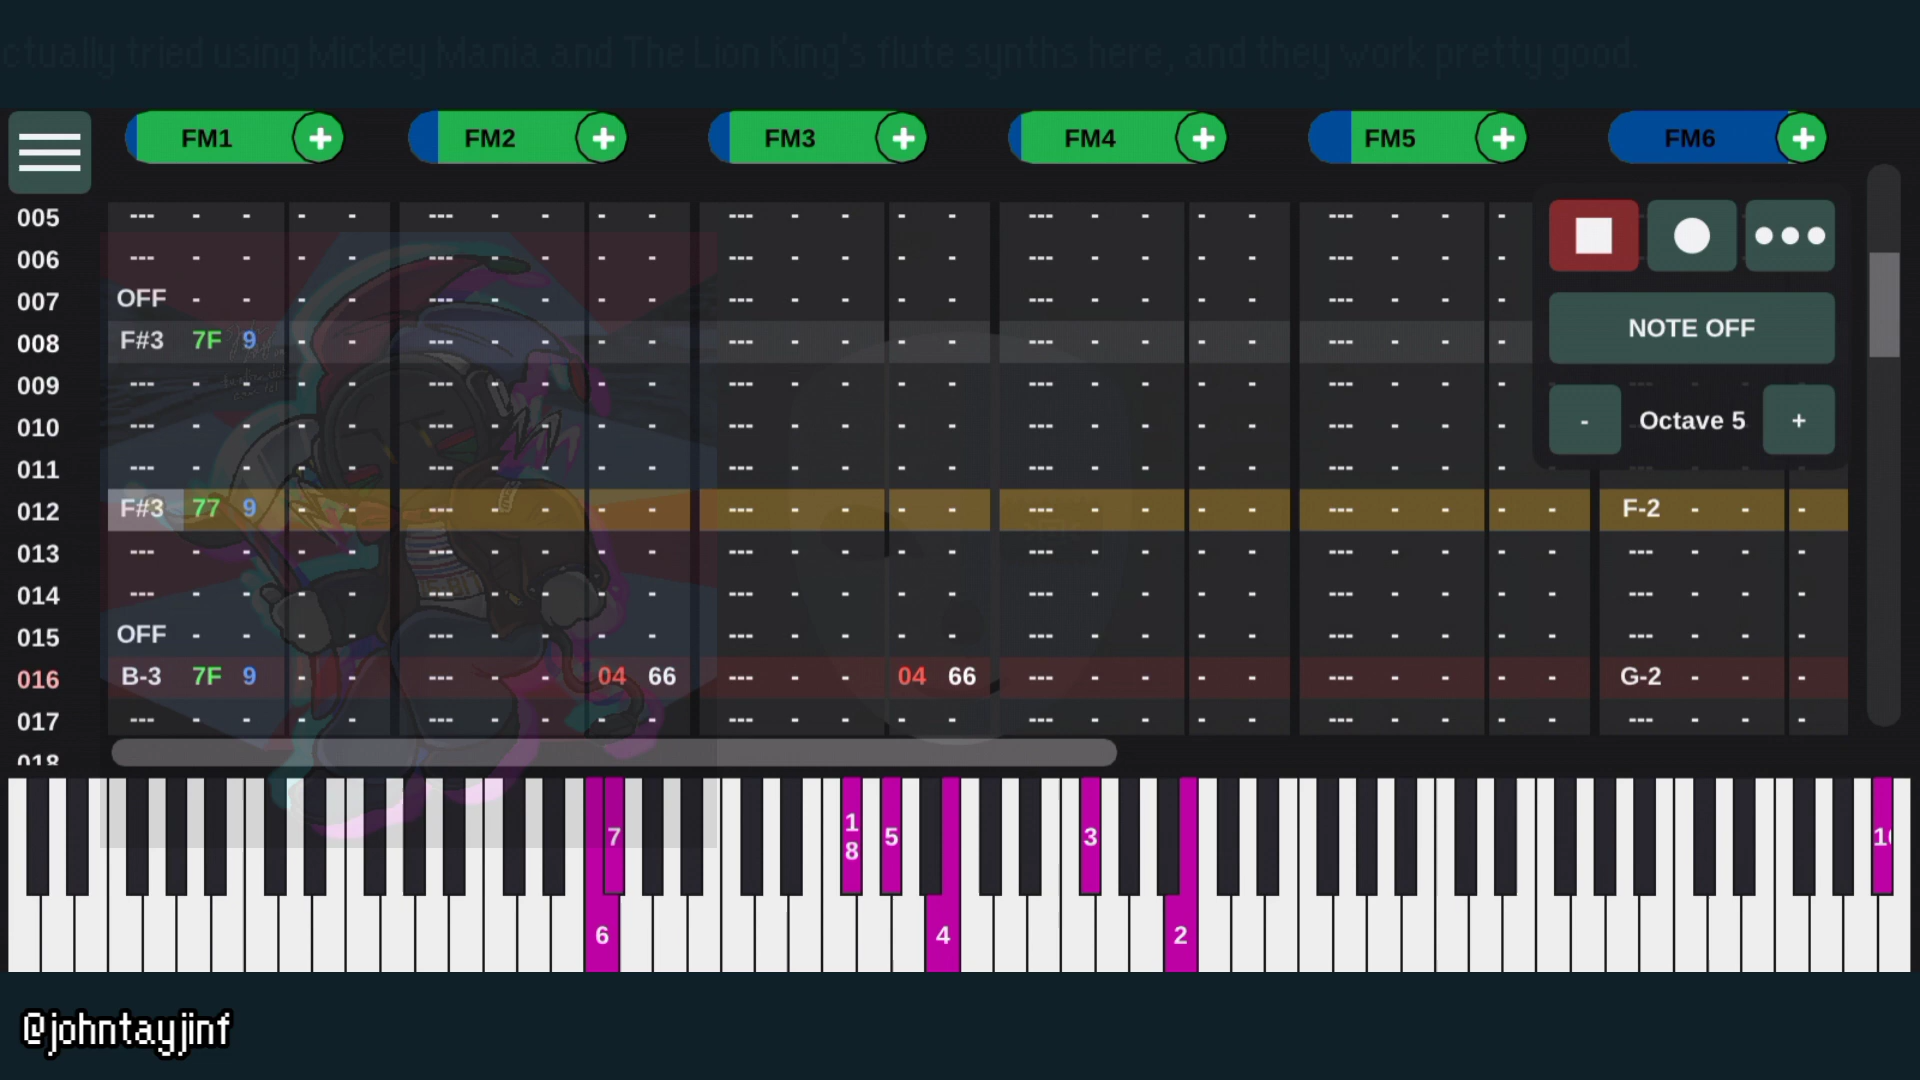 ctually tried using Mickey Mania and The Lion King's flute synths here, and they work pretty good.
FM1 + FM2 + FM3 + FM4 + FM5 + FM6 +
005 --- - - - - --- - - - - --- - - - - --- - - - - --- - - -
006 --- - - - - --- - - - - --- - - - - --- - - - - --- - - -
007 OFF - - - - --- - - - - --- - - - - --- - - - - --- - - -
NOTE OFF
008 F#3 7F 9 - - --- - - - - --- - - - - --- - - - - --- - - -
009 --- - - - - --- - - - - --- - - - - --- - - - - --- - - -
- Octave 5 +
010 --- - - - - --- - - - - --- - - - - --- - - - - --- - - -
011 --- - - - - --- - - - - --- - - - - --- - - - - --- - - -
012 F#3 77 9 - - --- - - - - --- - - - - --- - - - - --- - - - - F-2 - - -
013 --- - - - - --- - - - - --- - - - - --- - - - - --- - - - - --- - - -
014 --- - - - - --- - - - - --- - - - - --- - - - - --- - - - - --- - - -
015 OFF - - - - --- - - - - --- - - - - --- - - - - --- - - - - --- - - -
016 B-3 7F 9 - - --- - - 04 66 --- - - 04 66 --- - - - - --- - - - - G-2 - - -
017 --- - - - - --- - - - - --- - - - - --- - - - - --- - - - - --- - - -
018
7 1 5 3 10
8
6 4 2
@johntayjinf